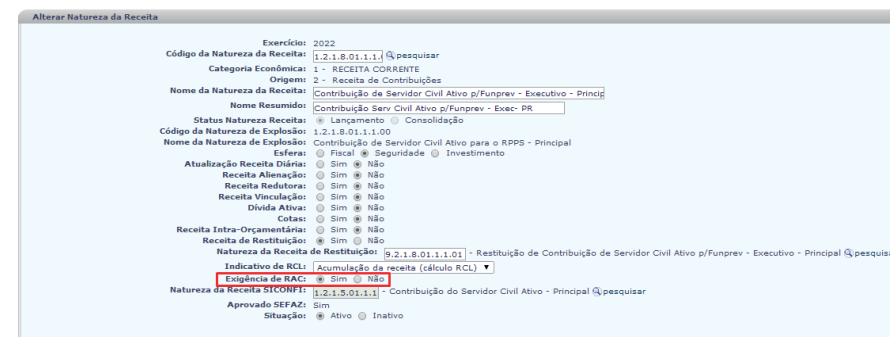 Alterar Natureza da Receita
Exercício: 2022
Código da Natureza da Receita: 1.2.1.8.01.1.1.( pesquisar
Categoria Econômica: 1 - RECEITA CORRENTE
Origem: 2 - Receita de Contribuições
Nome da Natureza da Receita: Contribuição de Servidor Civil Ativo p/Funprev - Executivo - Princip
Nome Resumido: Contribuição Serv Civil Ativo p/Funprev - Exec- PR
Status Natureza Receita: Lançamento Consolidação
Código da Natureza de Explosão: 1.2.1.8.01.1.1.00
Nome da Natureza de Explosão: Contribuição de Servidor Civil Ativo para o RPPS - Principal
Esfera: Fiscal Seguridade Investimento
Atualização Receita Diária: Sim Não
Receita Alienação: Sim Não
Receita Redutora: Sim Não
Receita Vinculação: Sim Não
Dívida Ativa: Sim Não
Cotas: Sim Não
Receita Intra-Orçamentária: Sim Não
Receita de Restituição: Sim Não
Natureza da Receita de Restituição: 9.2.1.8.01.1.1.01 - Restituição de Contribuição de Servidor Civil Ativo p/Funprev - Executivo - Principal pesquisa
Indicativo de RCL: Acumulação da receita (cálculo RCL)
Exigência de RAC: Sim Não
Natureza da Receita SICONFI: 1.2.1.5.01.1.1 - Contribuição do Servidor Civil Ativo - Principal pesquisar
Aprovado SEFAZ: Sim
Situação: Ativo Inativo